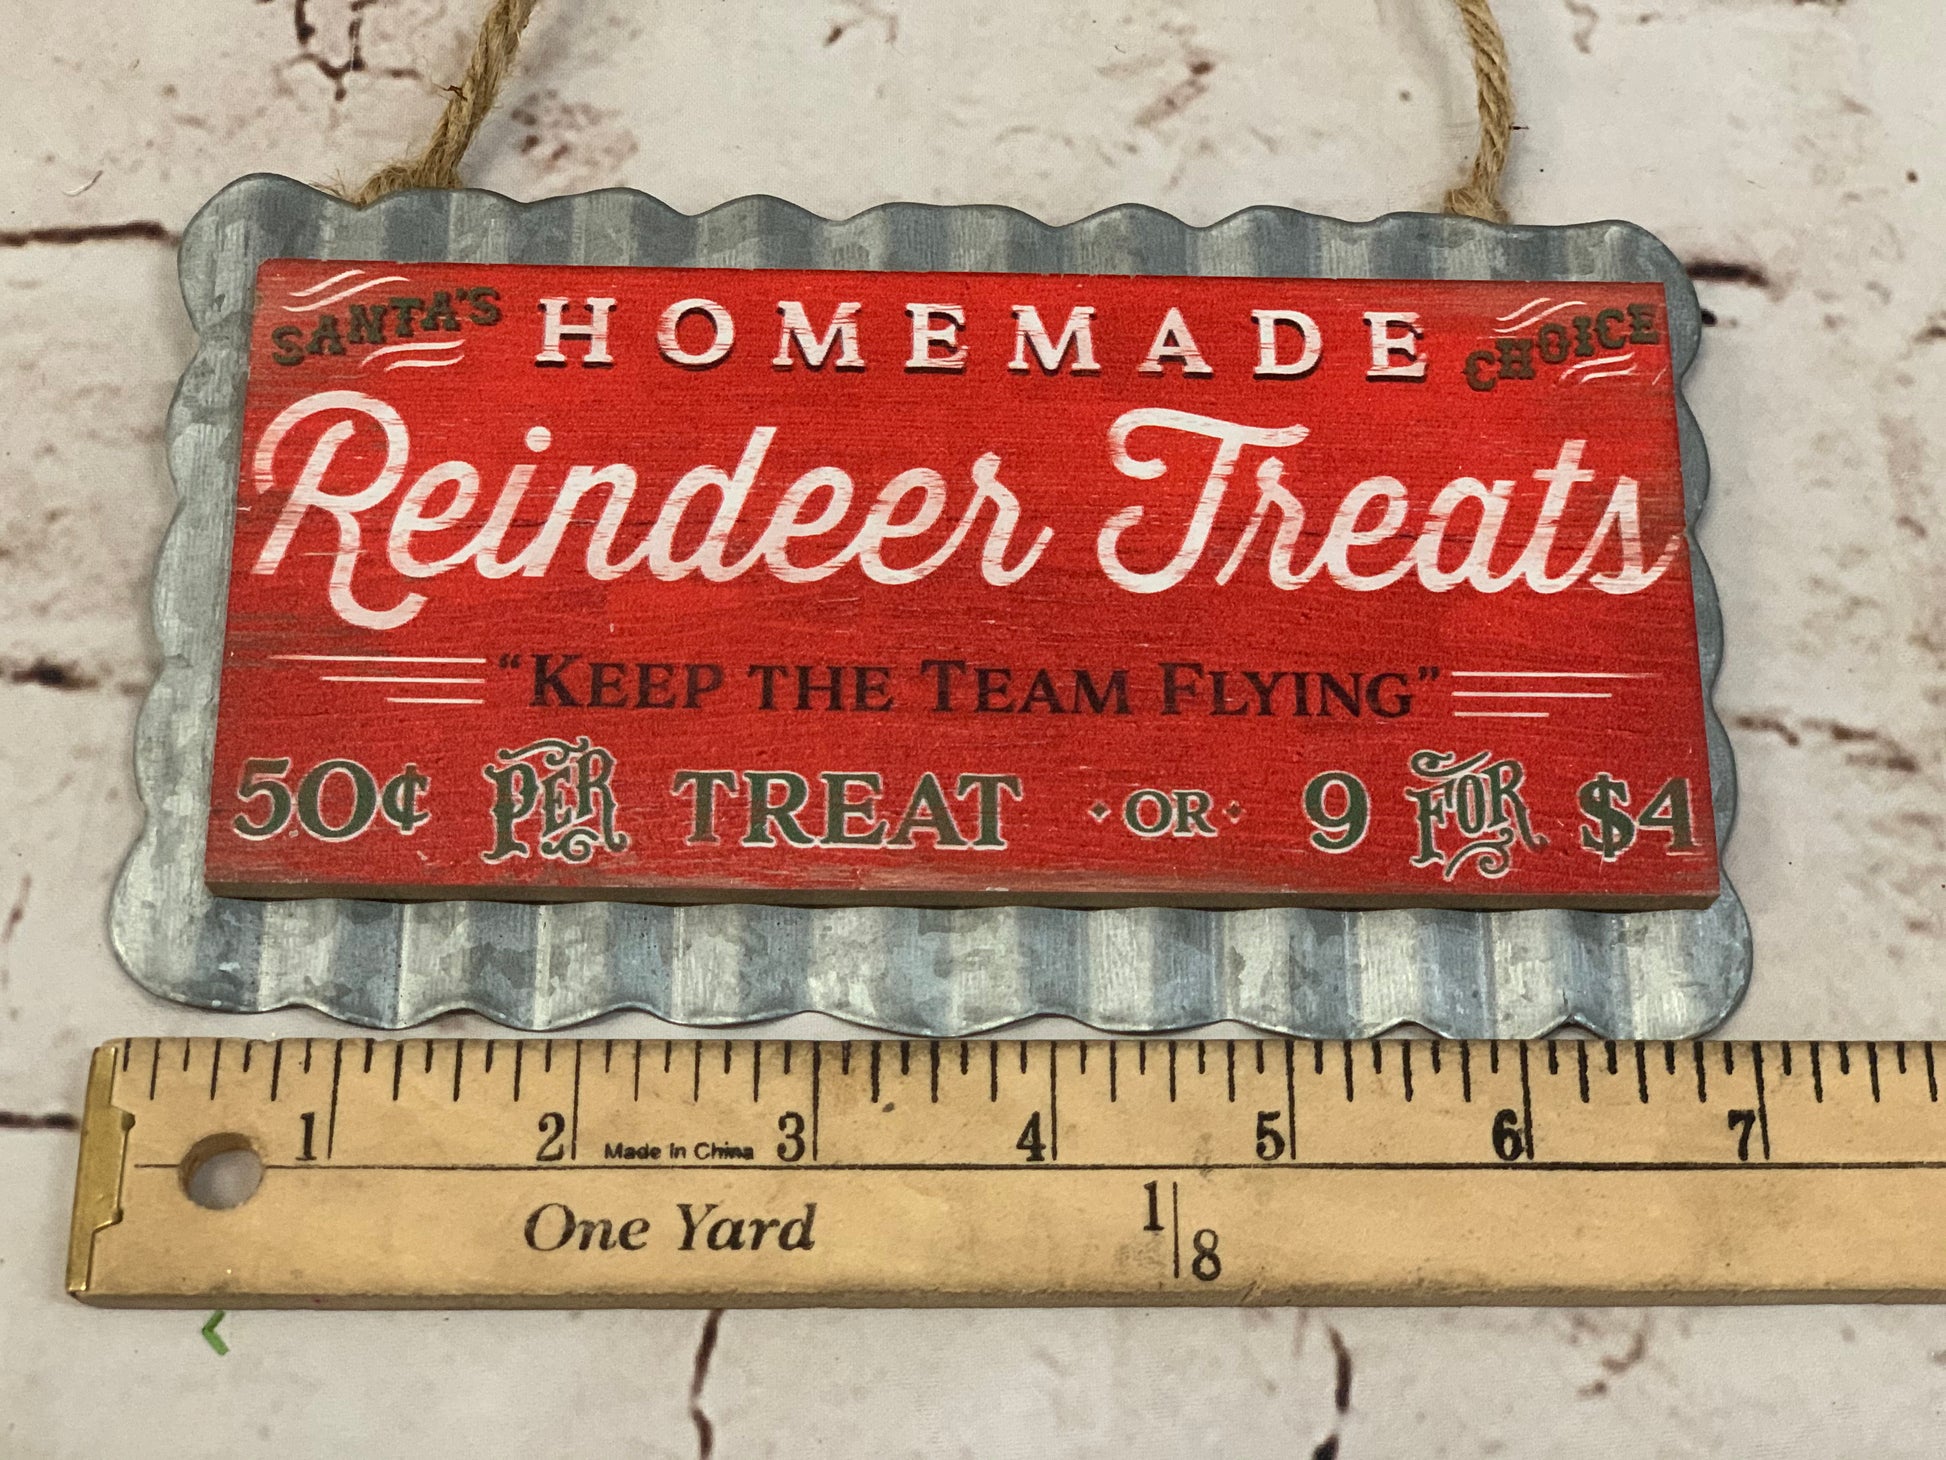 SANTA'S HOMEMADE CHOICE
Reindeer Treats
“KEEP THE TEAM FLYING”
50¢ PER TREAT · OR · 9 FOR $4
1 2 3 4 5 6 7
Made in China
One Yard 1 8